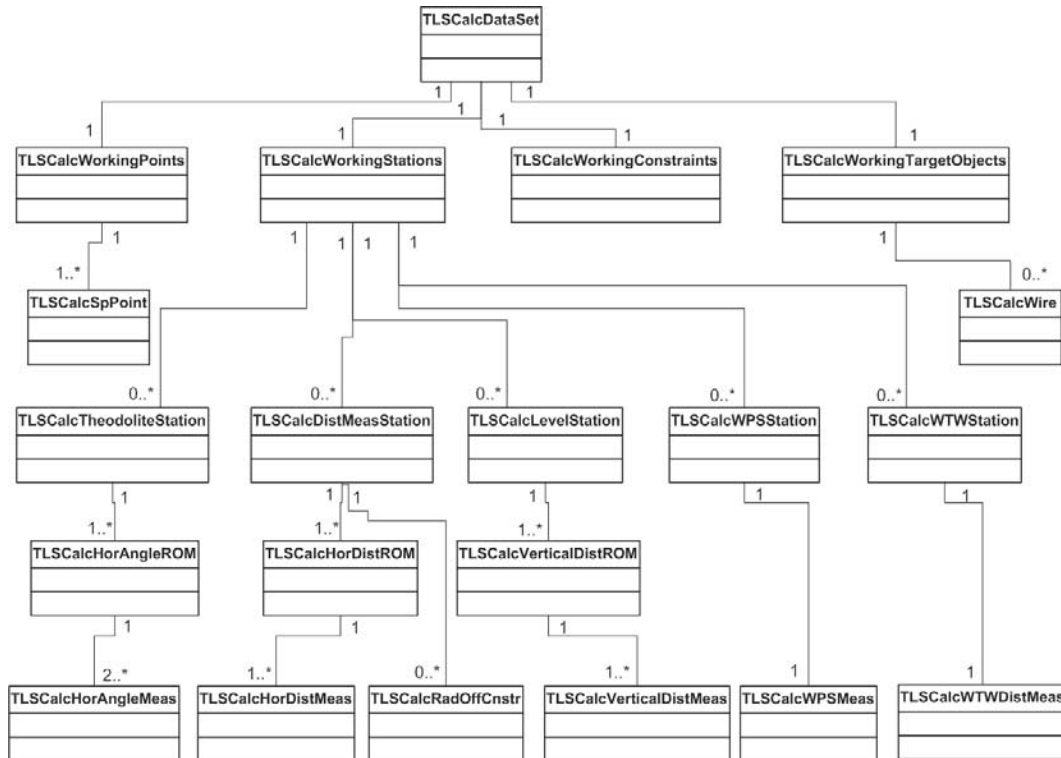 TLSCalcDataSet
1 1 1 1
1 1 1 1
TLSCalcWorkingPoints TLSCalcWorkingStations TLSCalcWorkingConstraints TLSCalcWorkingTargetObjects
1 1 1 1 1 1
1..* 0..*
TLSCalcSpPoint TLSCalcWire
0..* 0..* 0..* 0..* 0..*
TLSCalcTheodoliteStation TLSCalcDistMeasStation TLSCalcLevelStation TLSCalcWPSStation TLSCalcWTWStation
1 1 1 1 1 1
1..* 1..* 1..*
TLSCalcHorAngleROM TLSCalcHorDistROM TLSCalcVerticalDistROM
1 1 1
2..* 1..* 0..* 1..* 1 1
TLSCalcHorAngleMeas TLSCalcHorDistMeas TLSCalcRadOffCnstr TLSCalcVerticalDistMeas TLSCalcWPSMeas TLSCalcWTWDistMeas